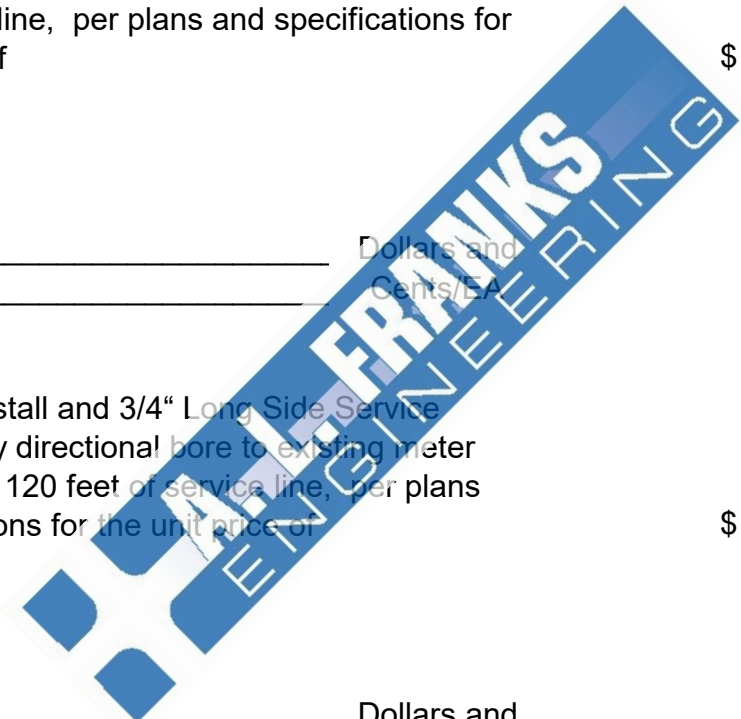 line, per plans and specifications for
f
$
Dollars and
Cents/EA
stall and 3/4“ Long Side Service
y directional bore to existing meter
120 feet of service line, per plans
ons for the unit price of
$
Dollars and
A.L. FRANKS
ENGINEERING